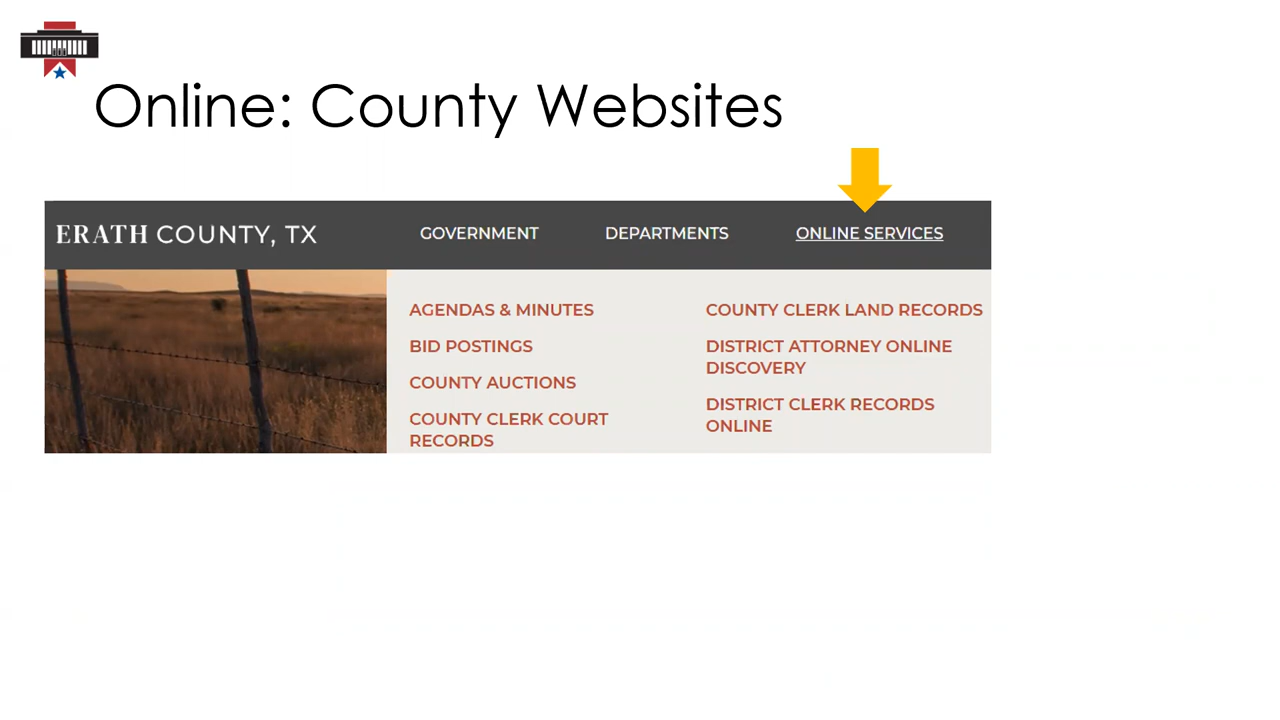 Online: County Websites
ERATH COUNTY, TX
GOVERNMENT
DEPARTMENTS
ONLINE SERVICES
AGENDAS & MINUTES
BID POSTINGS
COUNTY AUCTIONS
COUNTY CLERK COURT
RECORDS
COUNTY CLERK LAND RECORDS
DISTRICT ATTORNEY ONLINE
DISCOVERY
DISTRICT CLERK RECORDS
ONLINE